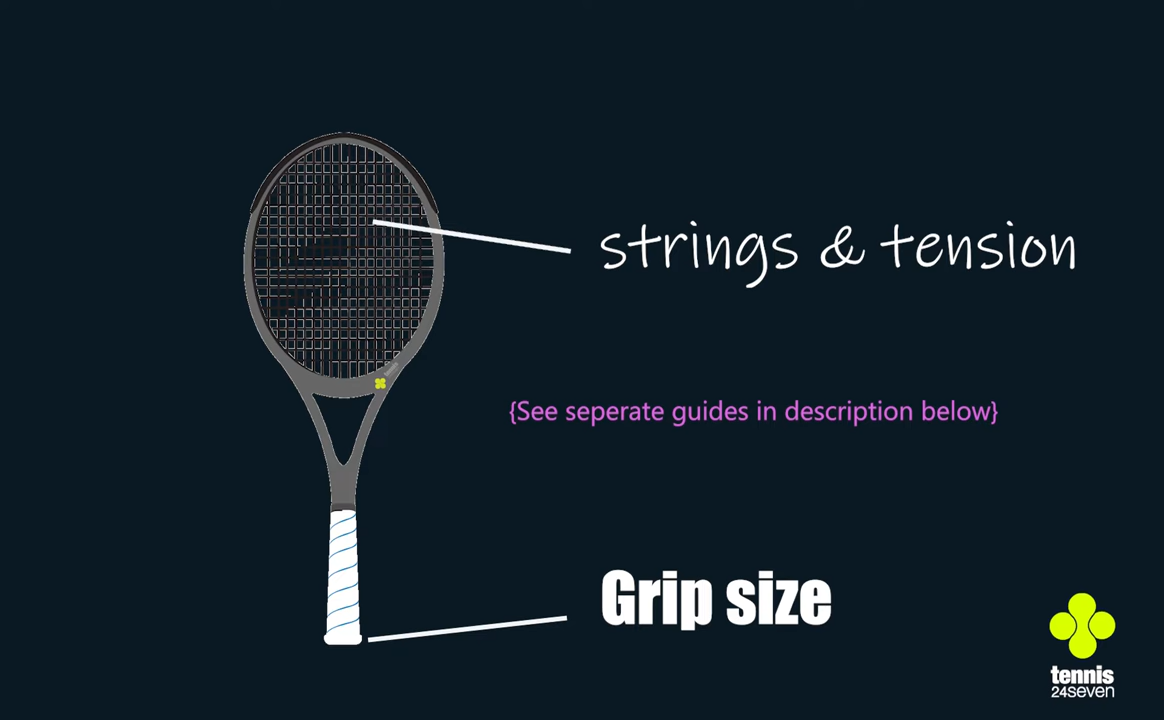 strings & tension
{See seperate guides in description below}
Grip size
tennis
24seven